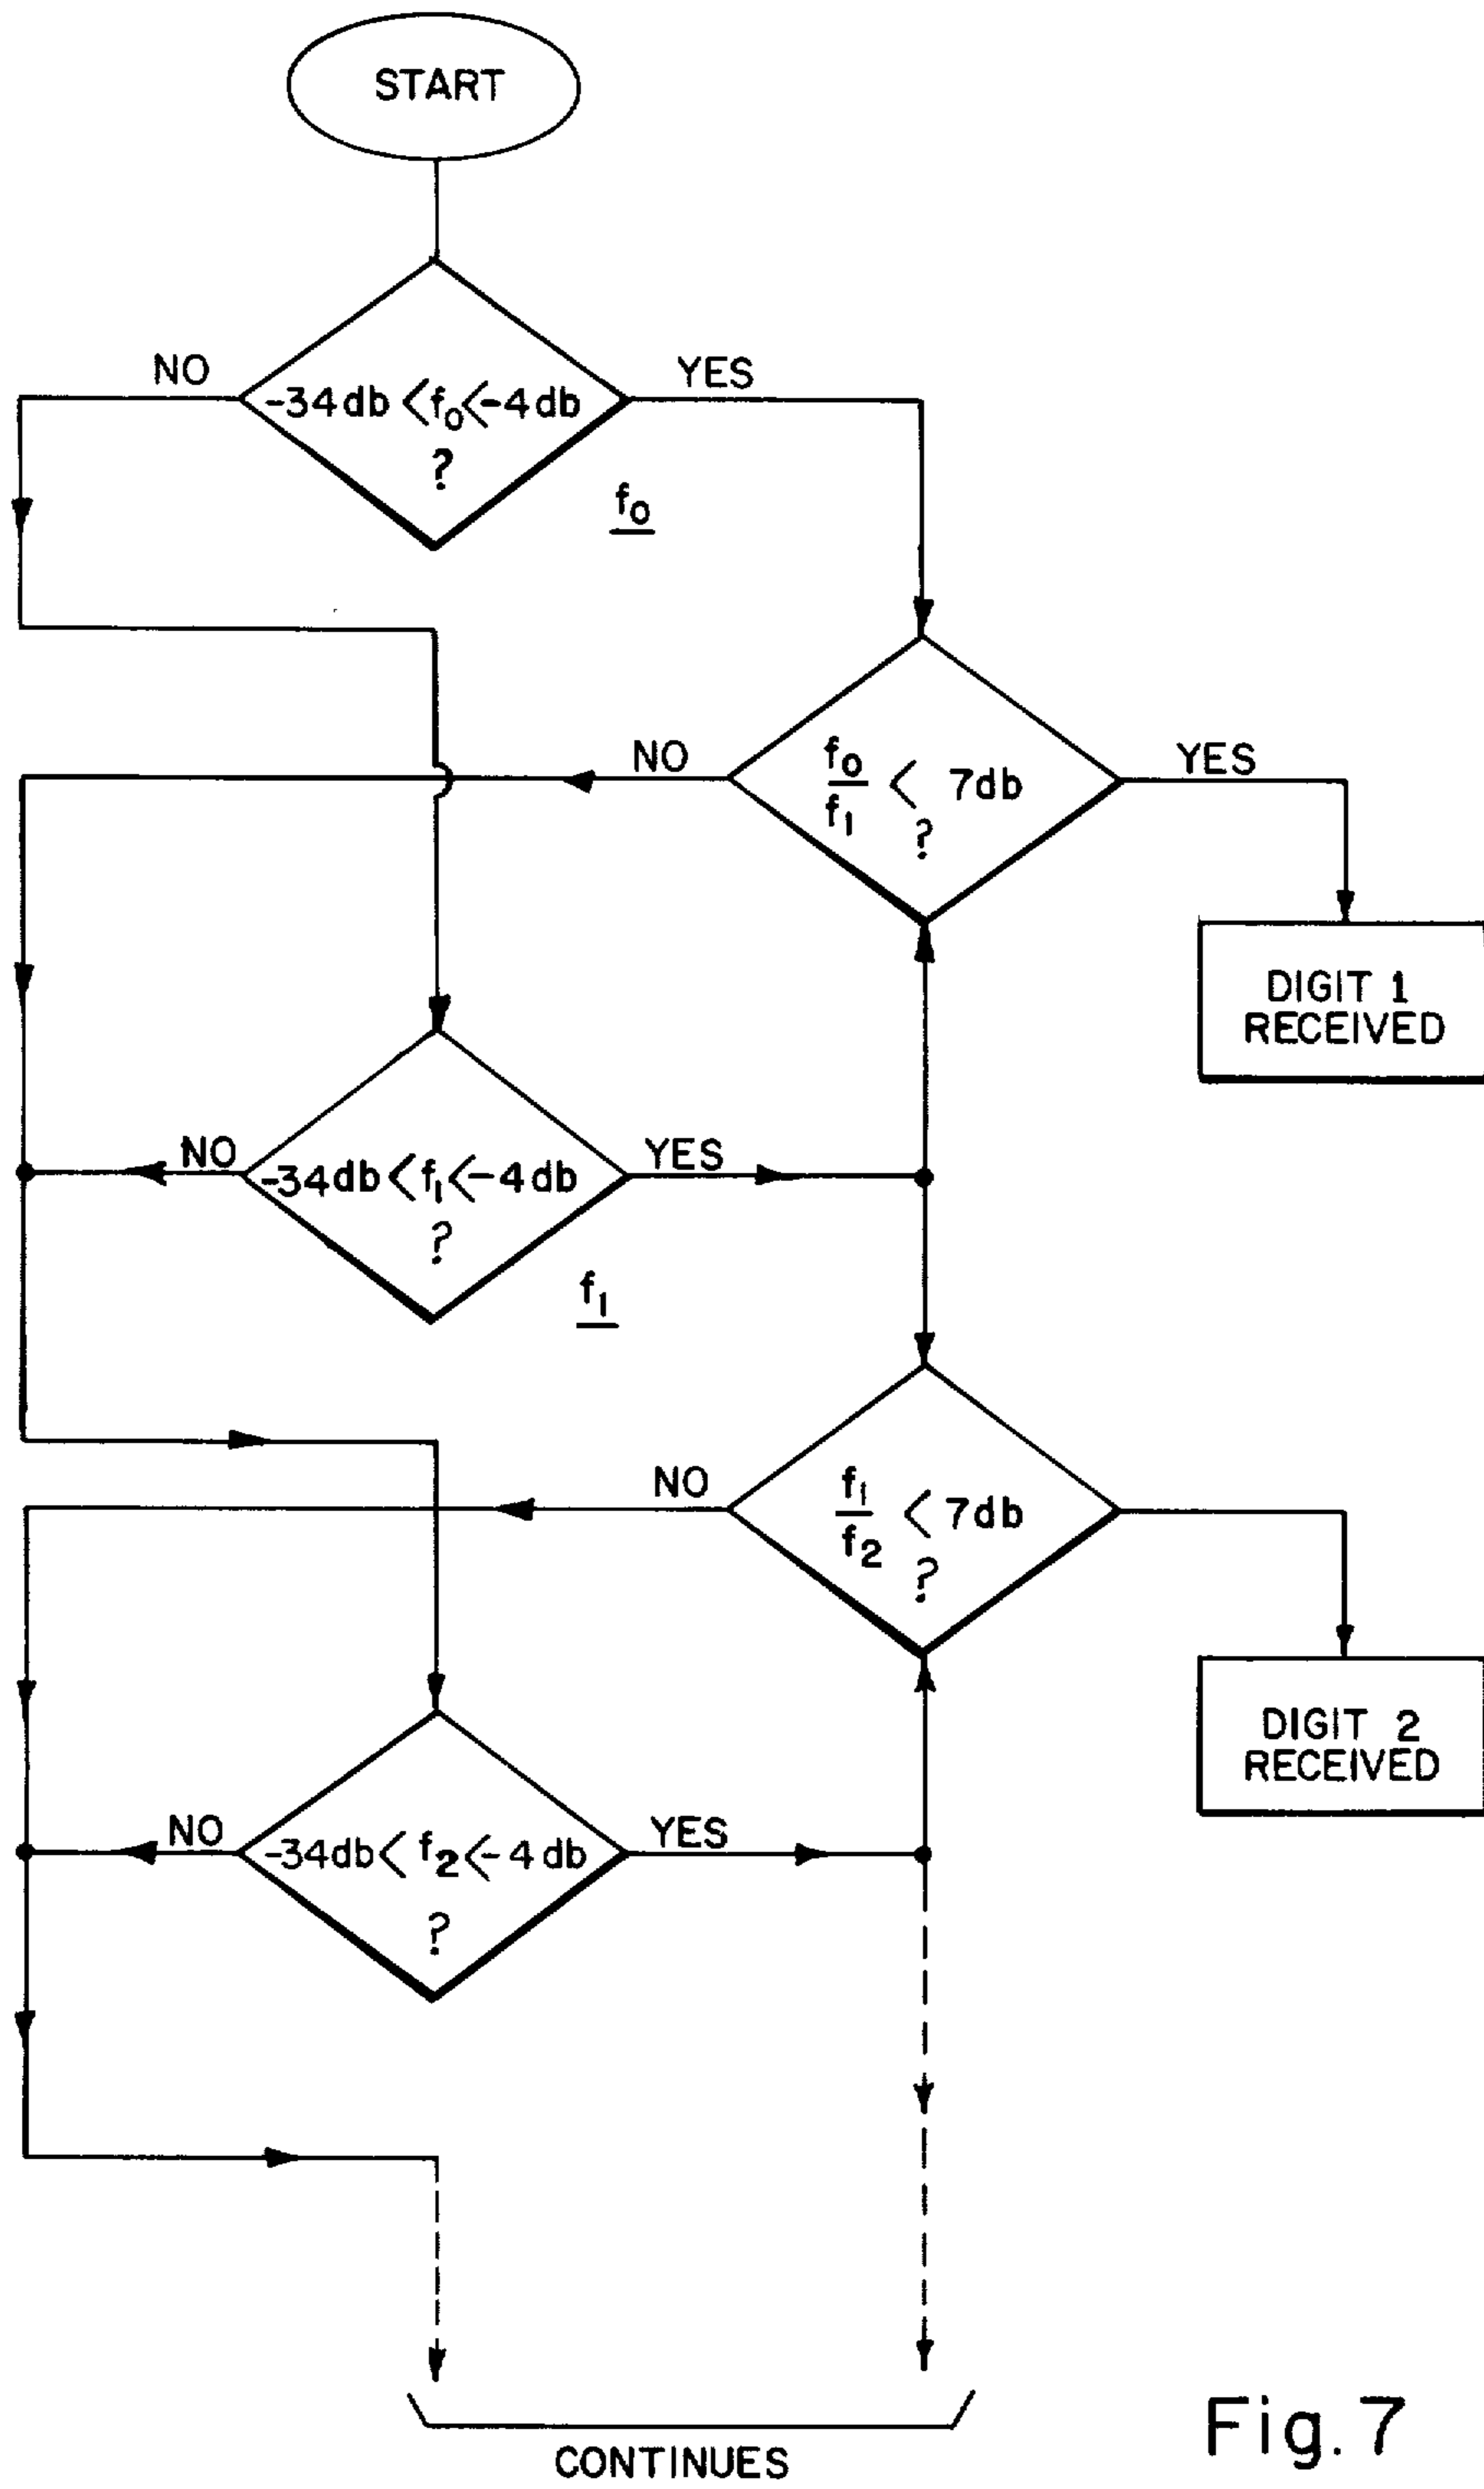 START
NO
YES
-34db <f₀<-4db
?
f₀
NO
f₀
f₁
< 7db
?
YES
DIGIT 1
RECEIVED
NO
-34db <f₁<-4db
?
YES
f₁
NO
f₁
f₂
< 7db
?
DIGIT 2
RECEIVED
NO
-34db< f₂<-4db
?
YES
CONTINUES
Fig. 7